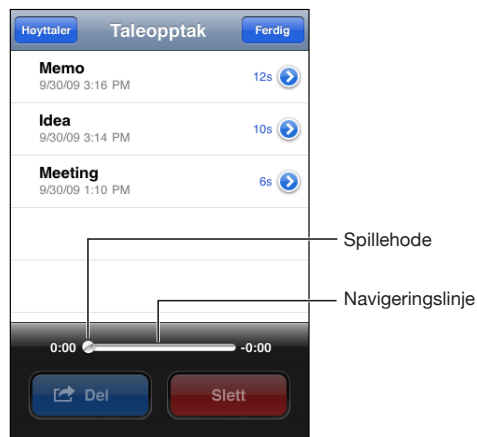 Høyttaler Taleopptak Ferdig
Memo
9/30/09 3:16 PM 12s
Idea
9/30/09 3:14 PM 10s
Meeting
9/30/09 1:10 PM 6s
Spillehode
Navigeringslinje
0:00 -0:00
Del Slett